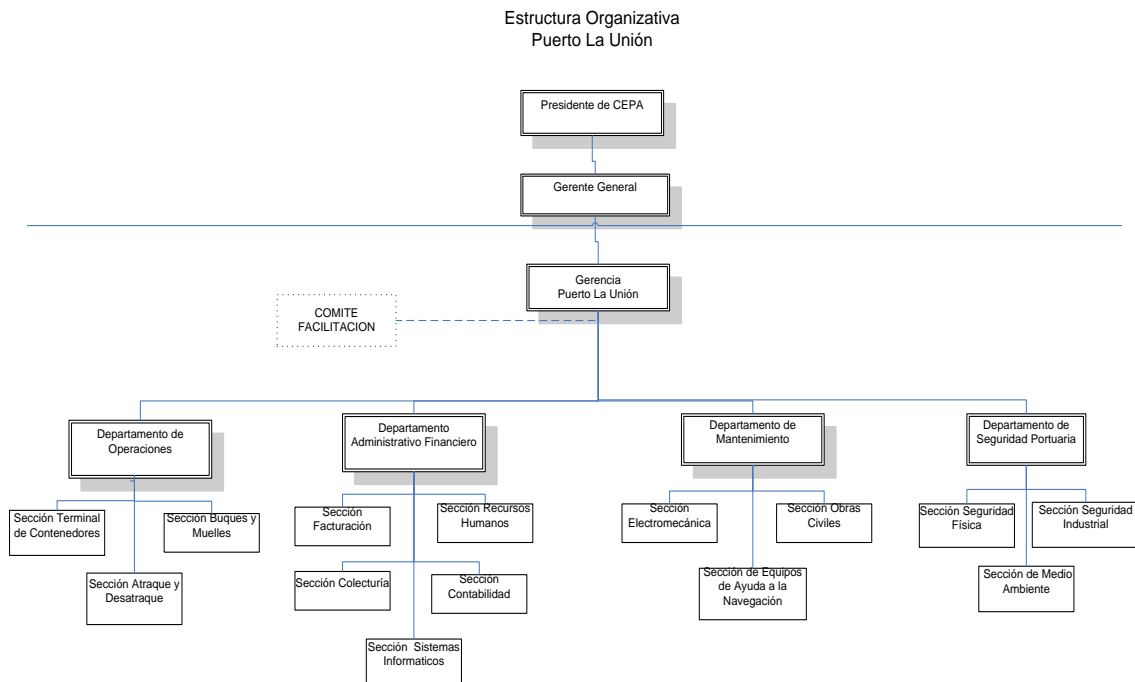 Estructura Organizativa
Puerto La Unión
Presidente de CEPA
Gerente General
Gerencia
Puerto La Unión
COMITE
FACILITACION
Departamento de
Operaciones
Departamento
Administrativo Financiero
Departamento de
Mantenimiento
Departamento de
Seguridad Portuaria
Sección Terminal
de Contenedores
Sección Buques y
Muelles
Sección Atraque y
Desatraque
Sección
Facturación
Sección Recursos
Humanos
Sección Colecturía
Sección
Contabilidad
Sección Sistemas
Informaticos
Sección
Electromecánica
Sección Obras
Civiles
Sección de Equipos
de Ayuda a la
Navegación
Sección Seguridad
Física
Sección Seguridad
Industrial
Sección de Medio
Ambiente